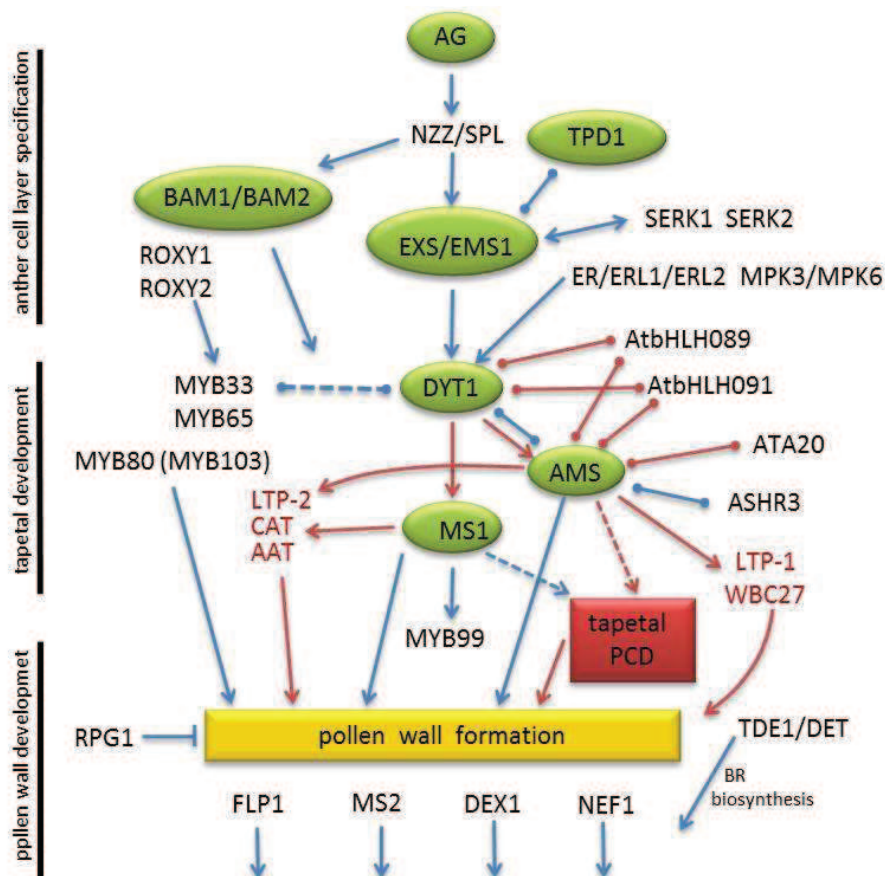 anther cell layer specification
tapetal development
ppllen wall developmet
AG
NZZ/SPL
TPD1
BAM1/BAM2
EXS/EMS1
SERK1 SERK2
ROXY1
ROXY2
ER/ERL1/ERL2 MPK3/MPK6
AtbHLH089
MYB33
DYT1
AtbHLH091
MYB65
MYB80 (MYB103)
ATA20
AMS
LTP-2
ASHR3
CAT
MS1
AAT
LTP-1
WBC27
MYB99
tapetal
PCD
RPG1
pollen wall formation
TDE1/DET
BR
biosynthesis
FLP1
MS2
DEX1
NEF1